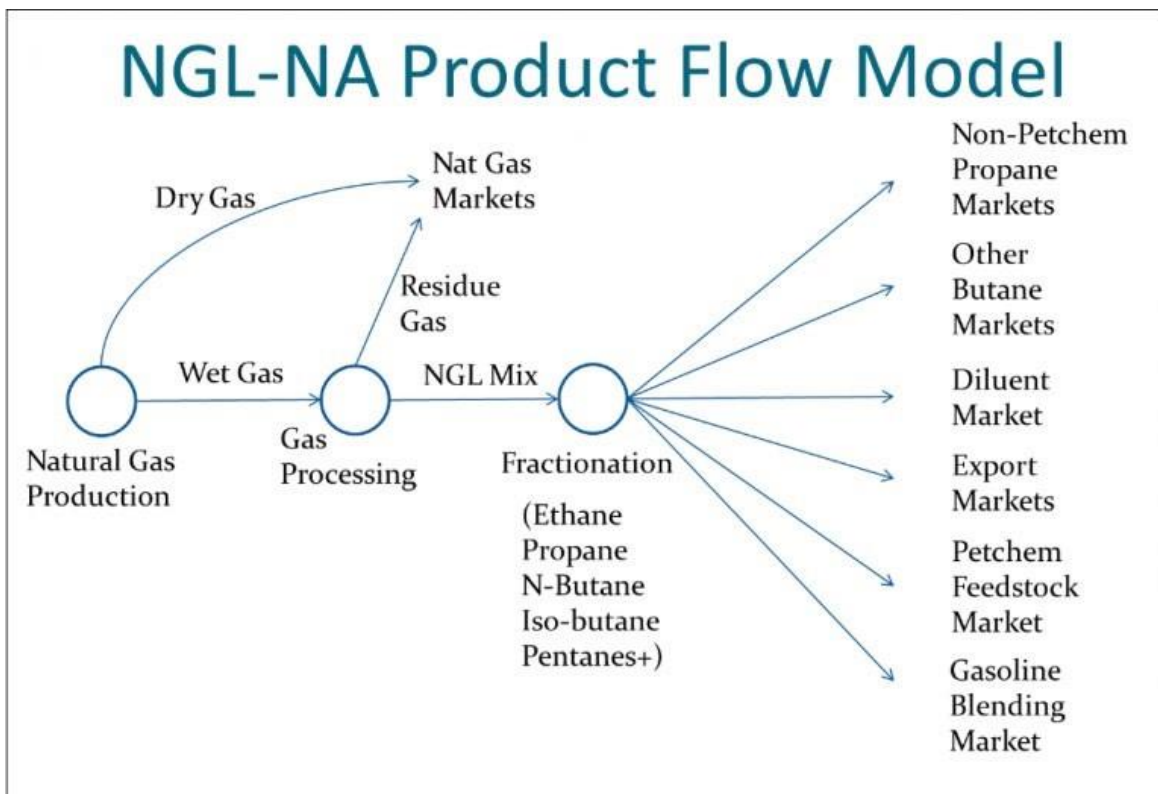 NGL-NA Product Flow Model
Dry Gas
Nat Gas
Markets
Residue
Gas
Wet Gas
NGL Mix
Natural Gas
Production
Gas
Processing
Fractionation
(Ethane
Propane
N-Butane
Iso-butane
Pentanes+)
Non-Petchem
Propane
Markets
Other
Butane
Markets
Diluent
Market
Export
Markets
Petchem
Feedstock
Market
Gasoline
Blending
Market